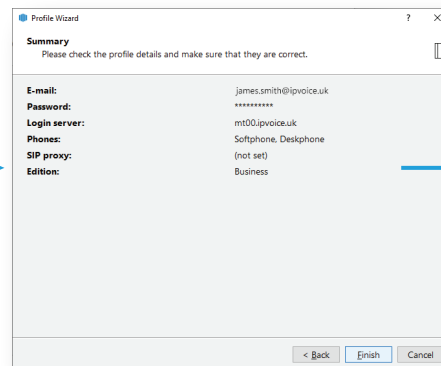 Profile Wizard ? ×
Summary
Please check the profile details and make sure that they are correct.
E-mail: james.smith@ipvoice.uk
Password: **********
Login server: mt00.ipvoice.uk
Phones: Softphone, Deskphone
SIP proxy: (not set)
Edition: Business
< Back Finish Cancel